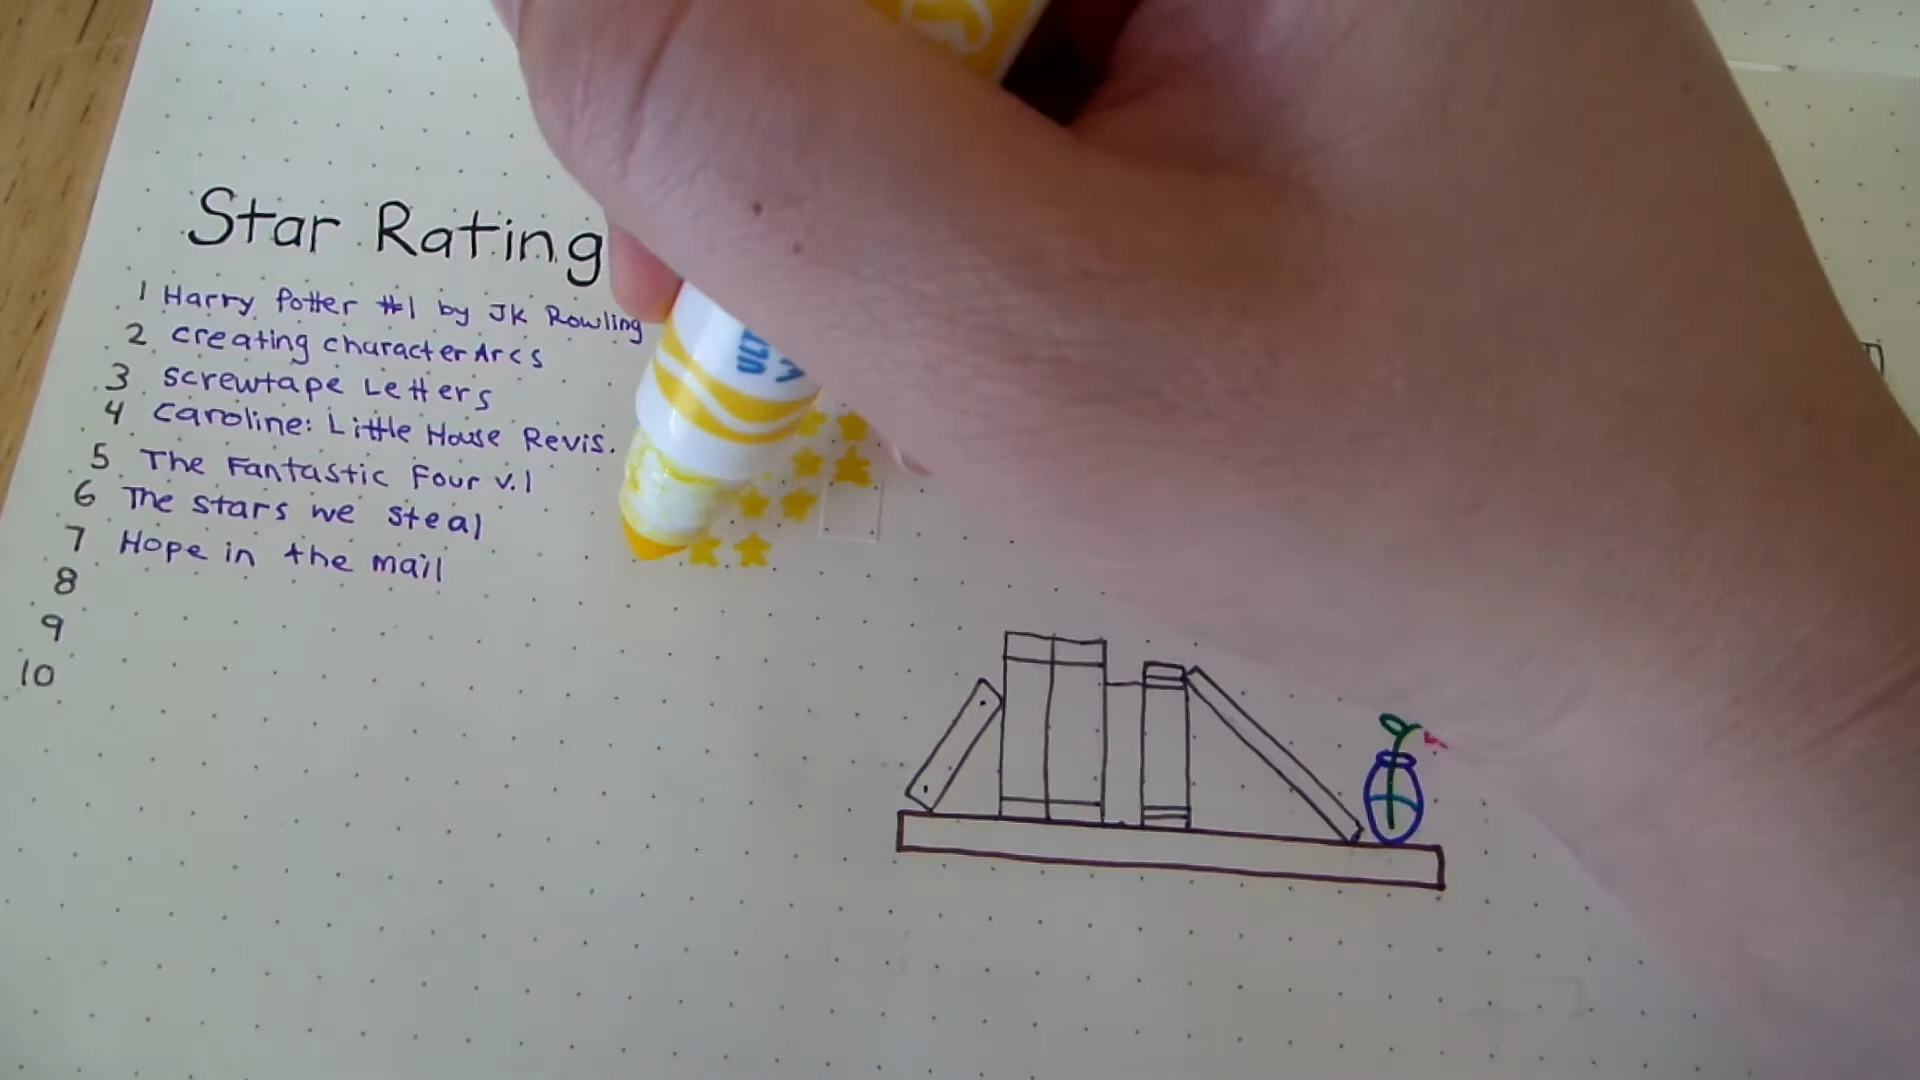 Star Rating
1 Harry Potter #1 by JK Rowling
2 creating character Arcs
3 screwtape Letters
4 Caroline: Little House Revis.
5 The Fantastic Four v.1
6 The stars we steal
7 Hope in the mail
8
9
10